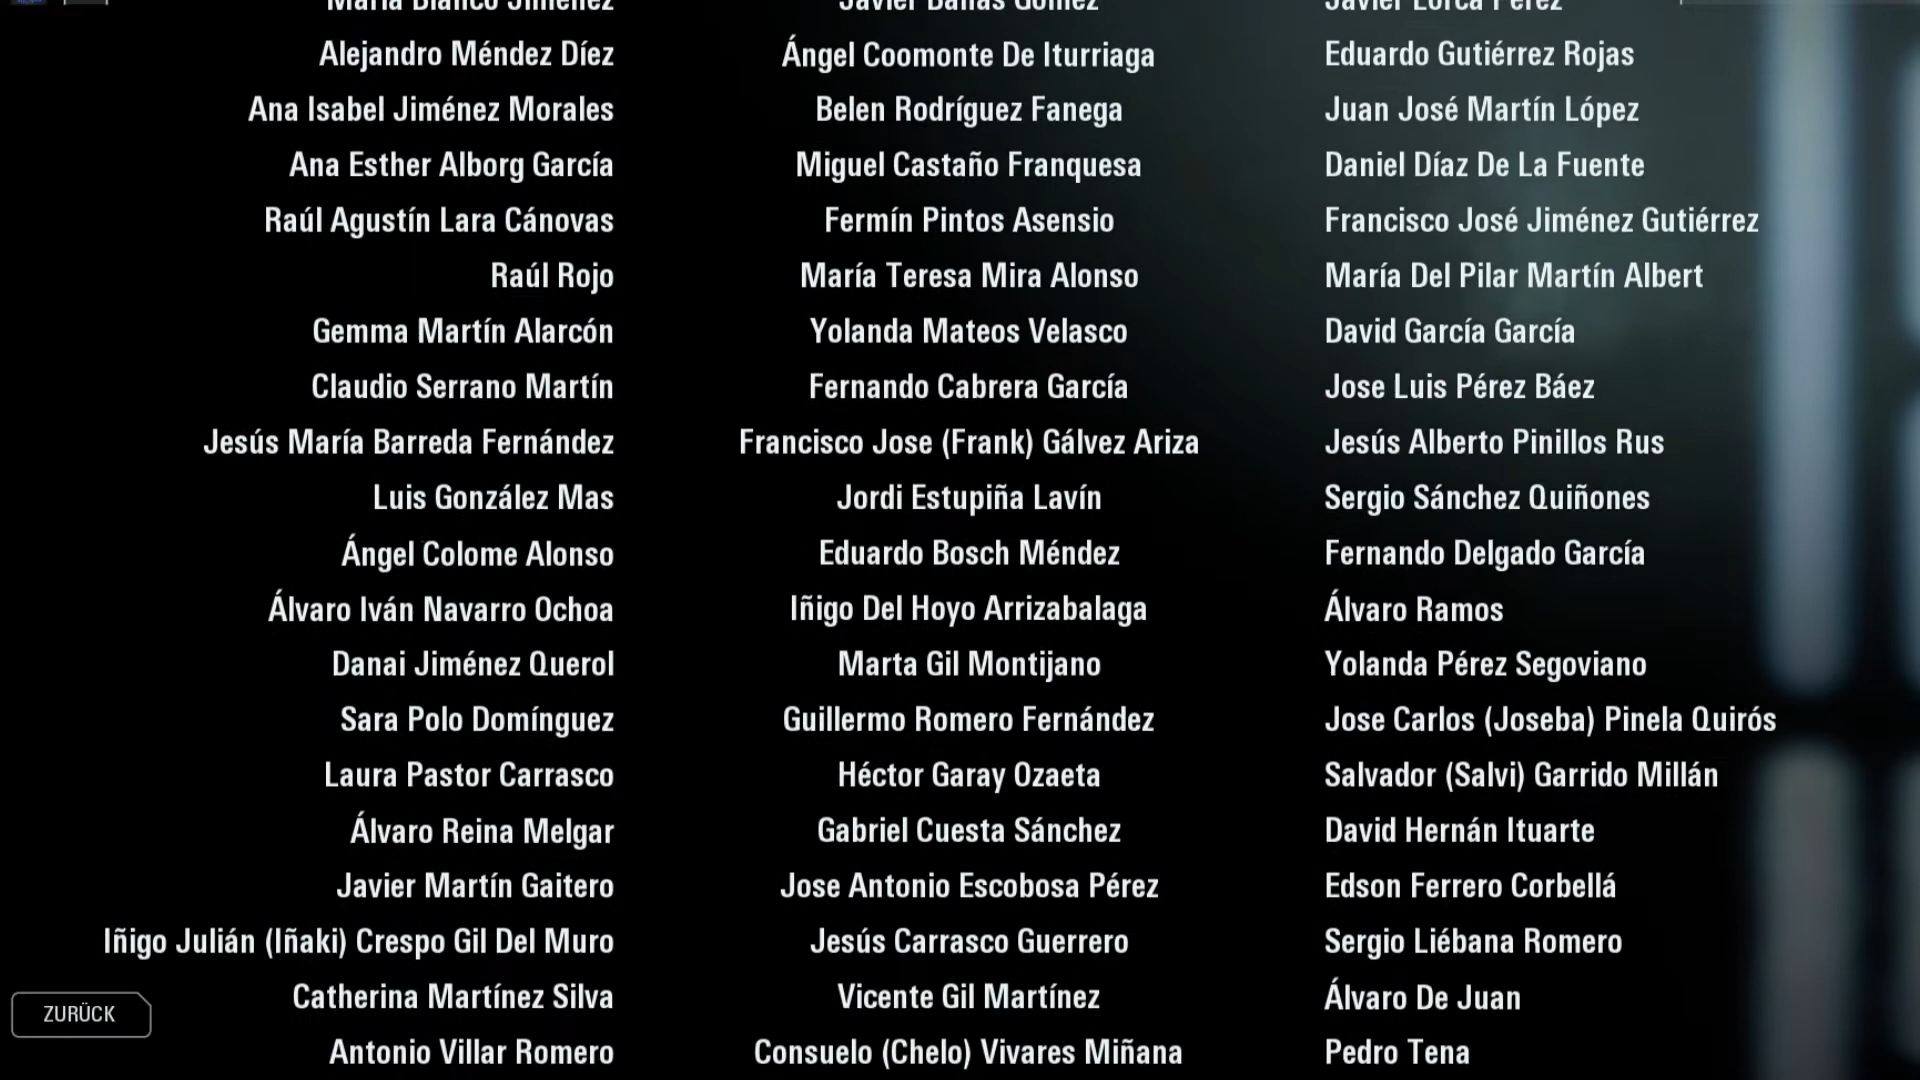 María Blanco Jiménez Javier Bañas Gómez Javier Lorca Pérez
Alejandro Méndez Díez Ángel Coomonte De Iturriaga Eduardo Gutiérrez Rojas
Ana Isabel Jiménez Morales Belen Rodríguez Fanega Juan José Martín López
Ana Esther Alborg García Miguel Castaño Franquesa Daniel Díaz De La Fuente
Raúl Agustín Lara Cánovas Fermín Pintos Asensio Francisco José Jiménez Gutiérrez
Raúl Rojo María Teresa Mira Alonso María Del Pilar Martín Albert
Gemma Martín Alarcón Yolanda Mateos Velasco David García García
Claudio Serrano Martín Fernando Cabrera García Jose Luis Pérez Báez
Jesús María Barreda Fernández Francisco Jose (Frank) Gálvez Ariza Jesús Alberto Pinillos Rus
Luis González Mas Jordi Estupiña Lavín Sergio Sánchez Quiñones
Ángel Colome Alonso Eduardo Bosch Méndez Fernando Delgado García
Álvaro Iván Navarro Ochoa Iñigo Del Hoyo Arrizabalaga Álvaro Ramos
Danai Jiménez Querol Marta Gil Montijano Yolanda Pérez Segoviano
Sara Polo Domínguez Guillermo Romero Fernández Jose Carlos (Joseba) Pinela Quirós
Laura Pastor Carrasco Héctor Garay Ozaeta Salvador (Salvi) Garrido Millán
Álvaro Reina Melgar Gabriel Cuesta Sánchez David Hernán Ituarte
Javier Martín Gaitero Jose Antonio Escobosa Pérez Edson Ferrero Corbellá
Iñigo Julián (Iñaki) Crespo Gil Del Muro Jesús Carrasco Guerrero Sergio Liébana Romero
Catherina Martínez Silva Vicente Gil Martínez Álvaro De Juan
ZURÜCK
Antonio Villar Romero Consuelo (Chelo) Vivares Miñana Pedro Tena